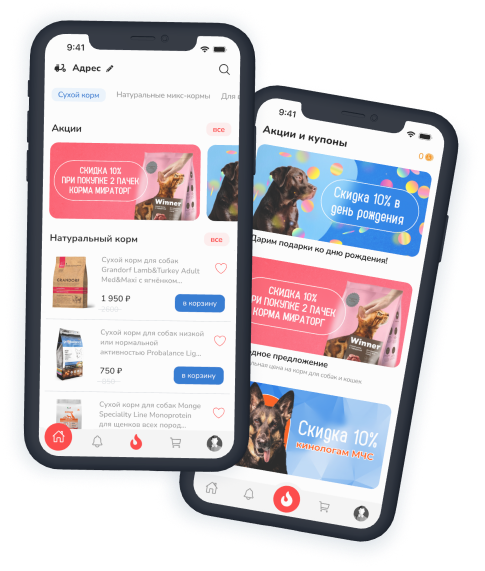 9:41
Адрес
Сухой корм
Натуральные микс-кормы
Для
Акции
все
СКИДКА 10%
ПРИ ПОКУПКЕ 2 ПАЧЕК
КОРМА МИРАТОРГ
Winner
Натуральный корм
все
Сухой корм для собак
Grandorf Lamb&Turkey Adult
Med&Maxi с ягнёнком...
GRANDORF
1 950 ₽
в корзину
Сухой корм для собак низкой
или нормальной
активностью Probalance Lig...
750 ₽
в корзину
Сухой корм для собак Monge
Speciality Line Monoprotein
для щенков всех пород...
9:41
Акции и купоны
0
Скидка 10% в
день рождения
Дарим подарки ко дню рождения!
СКИДКА 10%
ПРИ ПОКУПКЕ 2 ПАЧЕК
КОРМА МИРАТОРГ
Winner
дное предложение
льная цена на корм для собак и кошек
Скидка 10%
кинологам МЧС